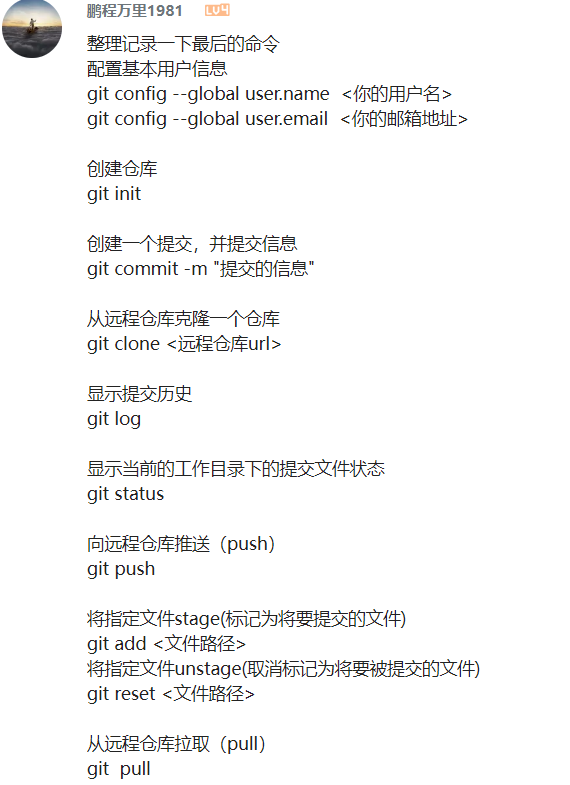 鹏程万里1981 LV4
整理记录一下最后的命令
配置基本用户信息
git config --global user.name  <你的用户名>
git config --global user.email  <你的邮箱地址>
创建仓库
git init
创建一个提交，并提交信息
git commit -m "提交的信息"
从远程仓库克隆一个仓库
git clone <远程仓库url>
显示提交历史
git log
显示当前的工作目录下的提交文件状态
git status
向远程仓库推送（push）
git push
将指定文件stage(标记为将要提交的文件)
git add <文件路径>
将指定文件unstage(取消标记为将要被提交的文件)
git reset <文件路径>
从远程仓库拉取（pull）
git  pull